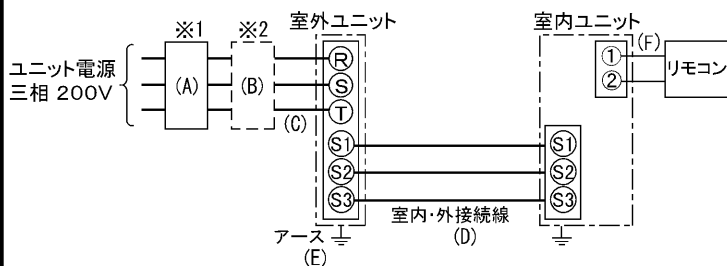 ※1
※2
室外ユニット
室内ユニット
ユニット電源
三相 200V
(A)
(B)
(C)
R
S
T
S1
S2
S3
室内・外接続線
(D)
アース
(E)
①
②
(F)
リモコン
S1
S2
S3